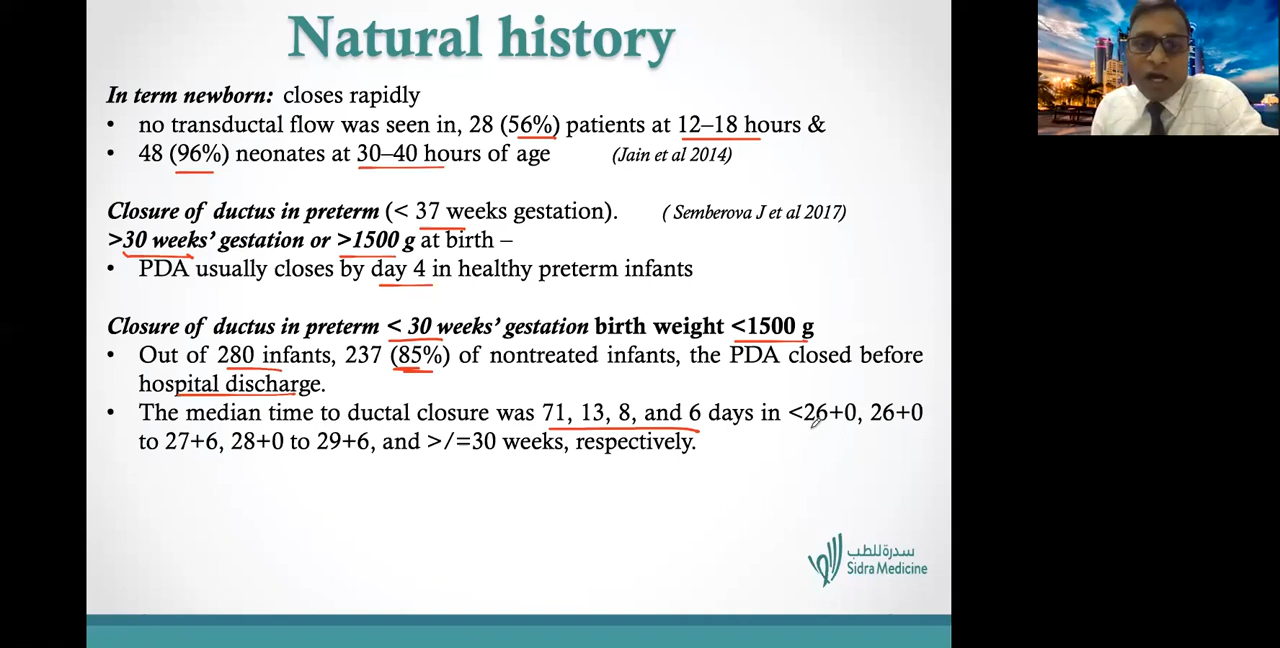 Natural history
In term newborn: closes rapidly
• no transductal flow was seen in, 28 (56%) patients at 12–18 hours &
• 48 (96%) neonates at 30–40 hours of age (Jain et al 2014)
Closure of ductus in preterm (< 37 weeks gestation). ( Semberova J et al 2017)
>30 weeks' gestation or >1500 g at birth –
• PDA usually closes by day 4 in healthy preterm infants
Closure of ductus in preterm < 30 weeks' gestation birth weight <1500 g
• Out of 280 infants, 237 (85%) of nontreated infants, the PDA closed before
hospital discharge.
• The median time to ductal closure was 71, 13, 8, and 6 days in <26+0, 26+0
to 27+6, 28+0 to 29+6, and >/=30 weeks, respectively.
سدرة للطب
Sidra Medicine